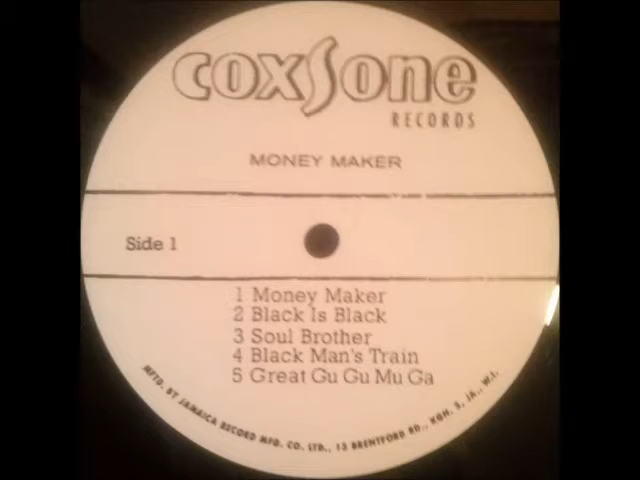 coxSone
RECORDS
MONEY MAKER
Side 1
1 Money Maker
2 Black Is Black
3 Soul Brother
4 Black Man's Train
5 Great Gu Gu Mu Ga
MFTD. BY JAMAICA RECORD MFG. CO. LTD., 13 BRENTFORD RD., KGN. 5, JA., W.I.